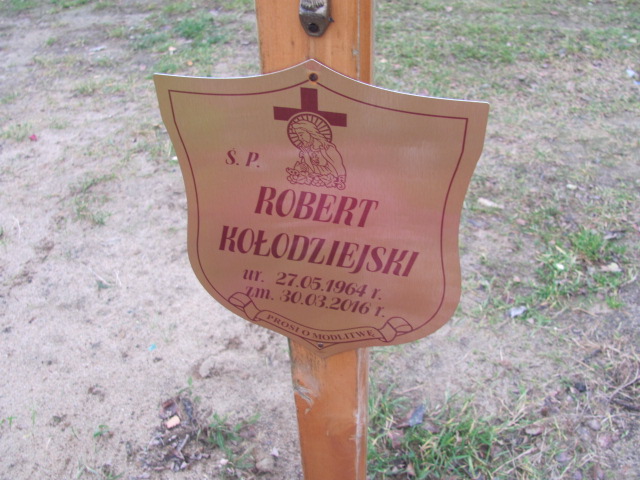 Ś. P.
ROBERT
KOŁODZIEJSKI
ur. 27.05.1964 r.
zm. 30.03.2016 r.
PROSI O MODLITWĘ